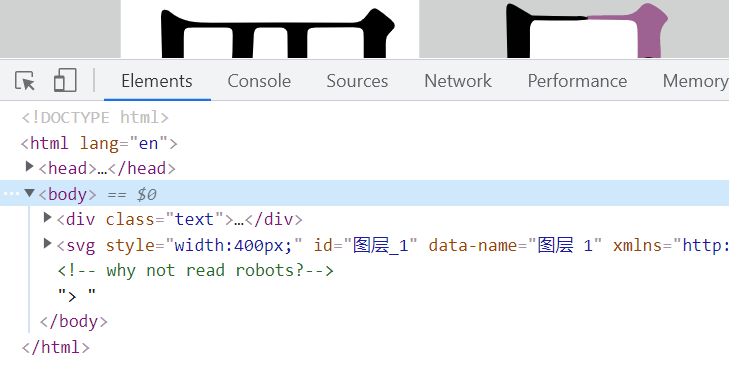 Elements Console Sources Network Performance Memory
<!DOCTYPE html>
<html lang="en">
<head>…</head>
<body> == $0
<div class="text">…</div>
<svg style="width:400px;" id="图层_1" data-name="图层 1" xmlns="http:
<!-- why not read robots?-->
"> "
</body>
</html>